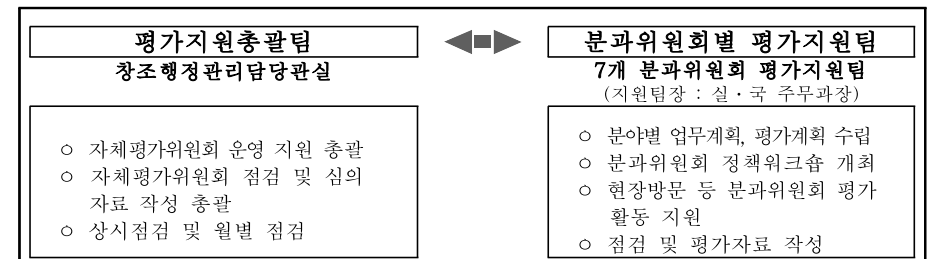 평가지원총괄팀
창조행정관리담당관실
○ 자체평가위원회 운영 지원 총괄
○ 자체평가위원회 점검 및 심의
자료 작성 총괄
○ 상시점검 및 월별 점검
분과위원회별 평가지원팀
7개 분과위원회 평가지원팀
(지원팀장 : 실・국 주무과장)
○ 분야별 업무계획, 평가계획 수립
○ 분과위원회 정책워크숍 개최
○ 현장방문 등 분과위원회 평가
활동 지원
○ 점검 및 평가자료 작성